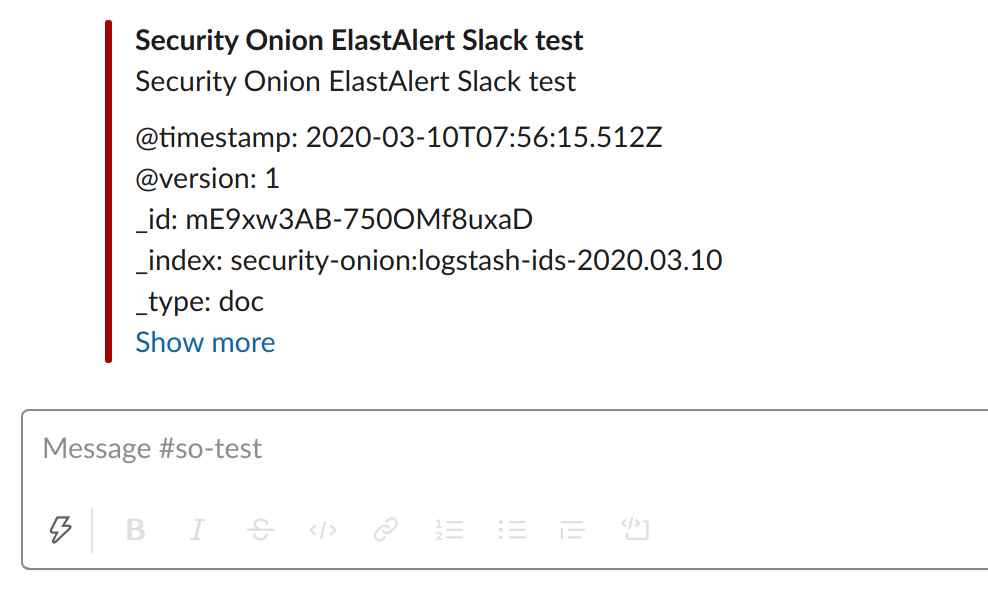 Security Onion ElastAlert Slack test
Security Onion ElastAlert Slack test
@timestamp: 2020-03-10T07:56:15.512Z
@version: 1
_id: mE9xw3AB-750OMf8uxaD
_index: security-onion:logstash-ids-2020.03.10
_type: doc
Show more
Message #so-test